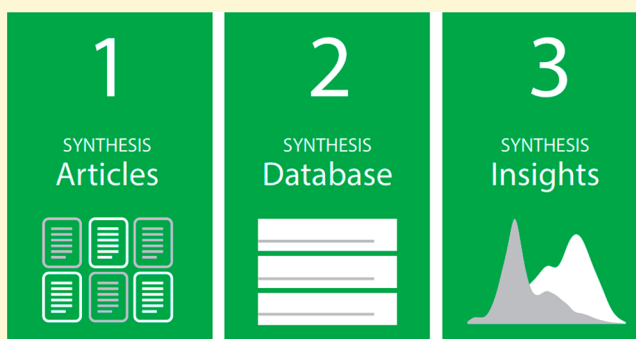 1
SYNTHESIS
Articles
2
SYNTHESIS
Database
3
SYNTHESIS
Insights